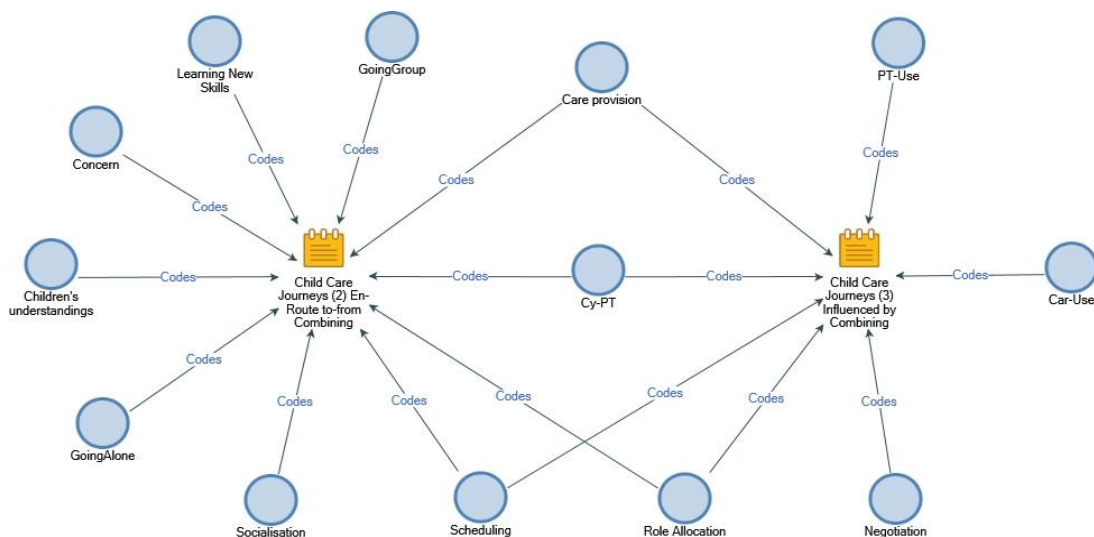 Learning New
Skills
GoingGroup
Care provision
PT-Use
Concern
Codes
Codes
Codes
Codes
Codes
Codes
Codes
Children's
understandings
Codes
Child Care
Journeys (2) En-
Route to-from
Combining
Codes
Cy-PT
Codes
Child Care
Journeys (3)
Influenced by
Combining
Codes
Car-Use
Codes
Codes
Codes
Codes
Codes
Codes
Codes
GoingAlone
Socialisation
Scheduling
Role Allocation
Negotiation